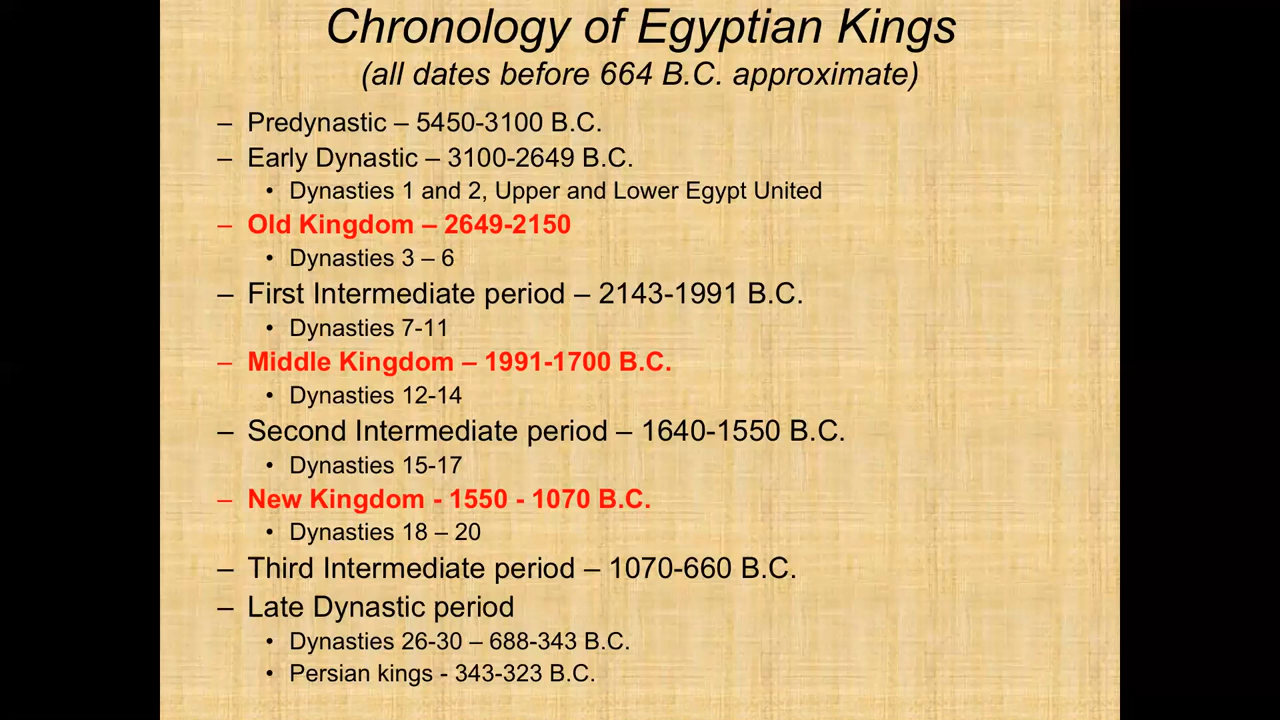 Chronology of Egyptian Kings
(all dates before 664 B.C. approximate)
– Predynastic – 5450-3100 B.C.
– Early Dynastic – 3100-2649 B.C.
• Dynasties 1 and 2, Upper and Lower Egypt United
– Old Kingdom – 2649-2150
• Dynasties 3 – 6
– First Intermediate period – 2143-1991 B.C.
• Dynasties 7-11
– Middle Kingdom – 1991-1700 B.C.
• Dynasties 12-14
– Second Intermediate period – 1640-1550 B.C.
• Dynasties 15-17
– New Kingdom - 1550 - 1070 B.C.
• Dynasties 18 – 20
– Third Intermediate period – 1070-660 B.C.
– Late Dynastic period
• Dynasties 26-30 – 688-343 B.C.
• Persian kings - 343-323 B.C.